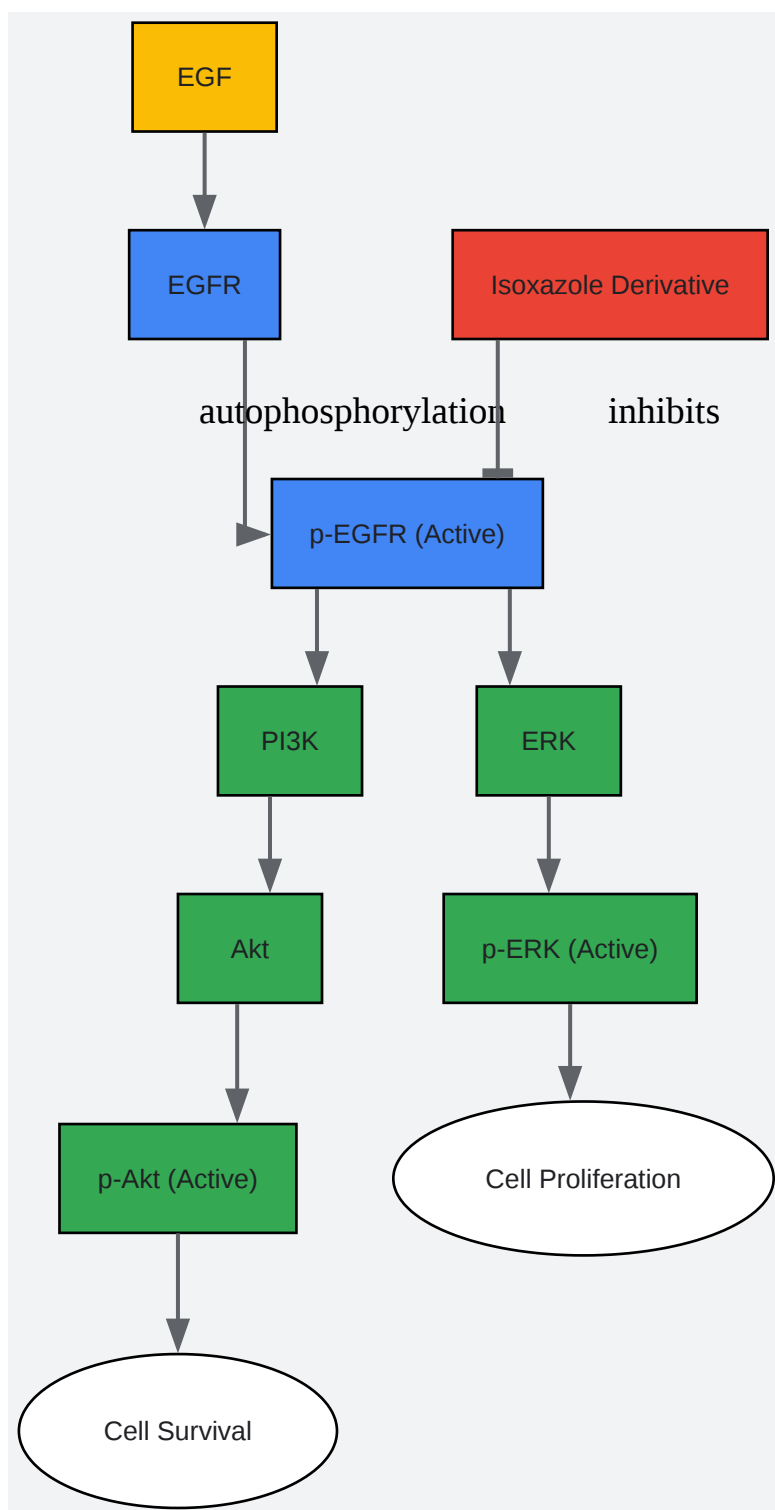 EGF
EGFR
Isoxazole Derivative
autophosphorylation
inhibits
p-EGFR (Active)
PI3K
ERK
Akt
p-ERK (Active)
p-Akt (Active)
Cell Proliferation
Cell Survival